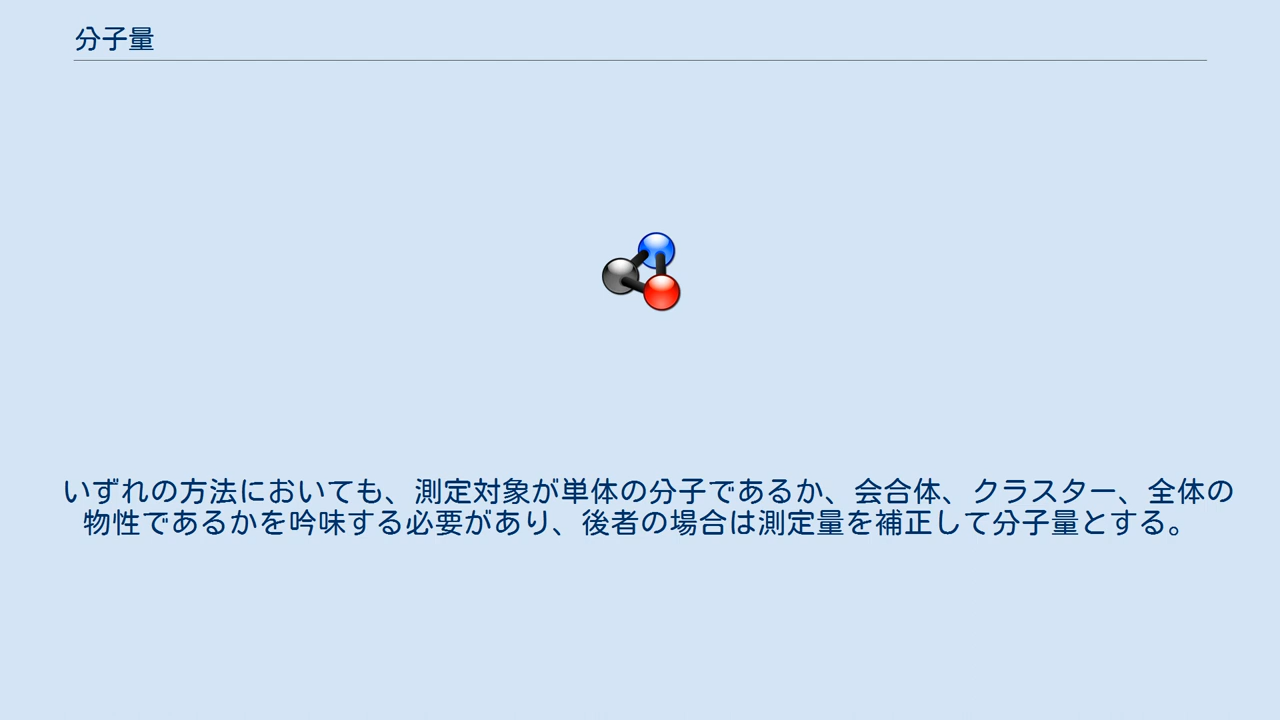 分子量
いずれの方法においても、測定対象が単体の分子であるか、会合体、クラスター、全体の
物性であるかを吟味する必要があり、後者の場合は測定量を補正して分子量とする。